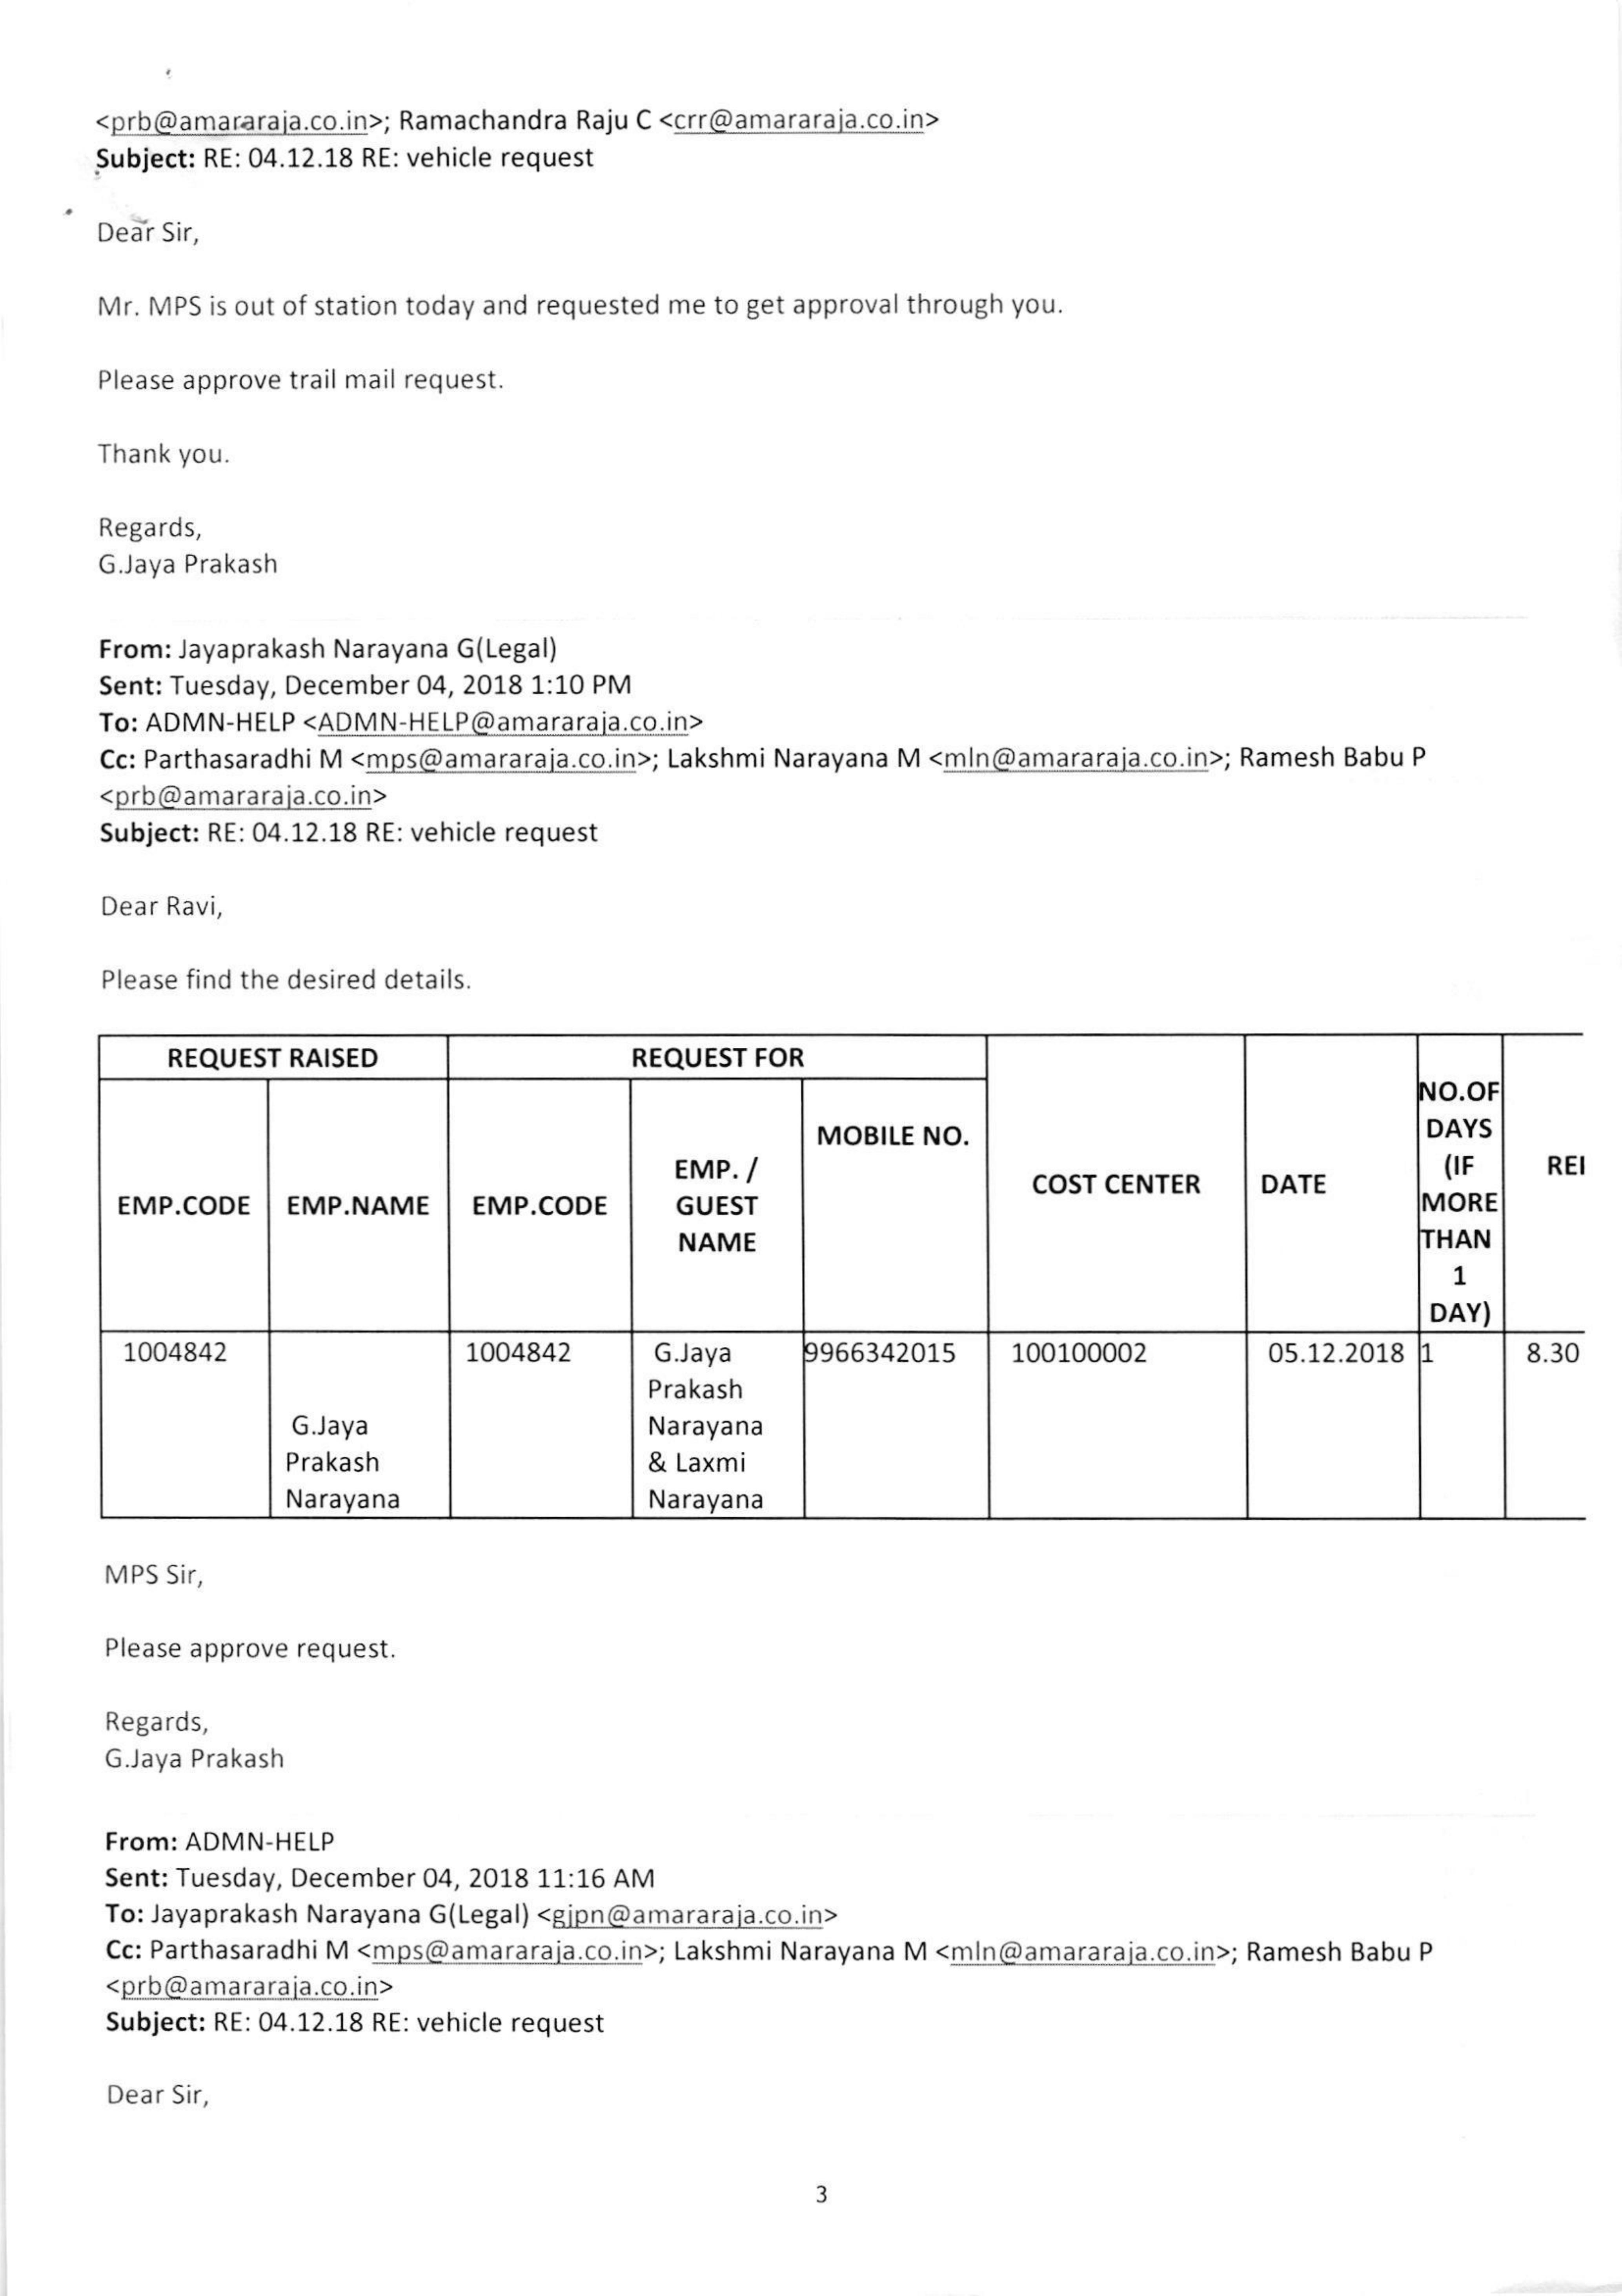 <prb@amararaja.co.in>; Ramachandra Raju C <crr@amararaja.co.in>
Subject: RE: 04.12.18 RE: vehicle request
Dear Sir,
Mr. MPS is out of station today and requested me to get approval through you.
Please approve trail mail request.
Thank you.
Regards,
G.Jaya Prakash
From: Jayaprakash Narayana G(Legal)
Sent: Tuesday, December 04, 2018 1:10 PM
To: ADMN-HELP <ADMN-HELP@amararaja.co.in>
Cc: Parthasaradhi M <mps@amararaja.co.in>; Lakshmi Narayana M <mln@amararaja.co.in>; Ramesh Babu P
<prb@amararaja.co.in>
Subject: RE: 04.12.18 RE: vehicle request
Dear Ravi,
Please find the desired details.
REQUEST RAISED REQUEST FOR
EMP.CODE
EMP.NAME
EMP.CODE
EMP. /
GUEST
NAME
MOBILE NO.
COST CENTER
DATE
NO.OF
DAYS
(IF
MORE
THAN
1
DAY)
REI
1004842
G.Jaya
Prakash
Narayana
1004842
G.Jaya
Prakash
Narayana
& Laxmi
Narayana
9966342015
100100002
05.12.2018
1
8.30
MPS Sir,
Please approve request.
Regards,
G.Jaya Prakash
From: ADMN-HELP
Sent: Tuesday, December 04, 2018 11:16 AM
To: Jayaprakash Narayana G(Legal) <gjpn@amararaja.co.in>
Cc: Parthasaradhi M <mps@amararaja.co.in>; Lakshmi Narayana M <mln@amararaja.co.in>; Ramesh Babu P
<prb@amararaja.co.in>
Subject: RE: 04.12.18 RE: vehicle request
Dear Sir,
3